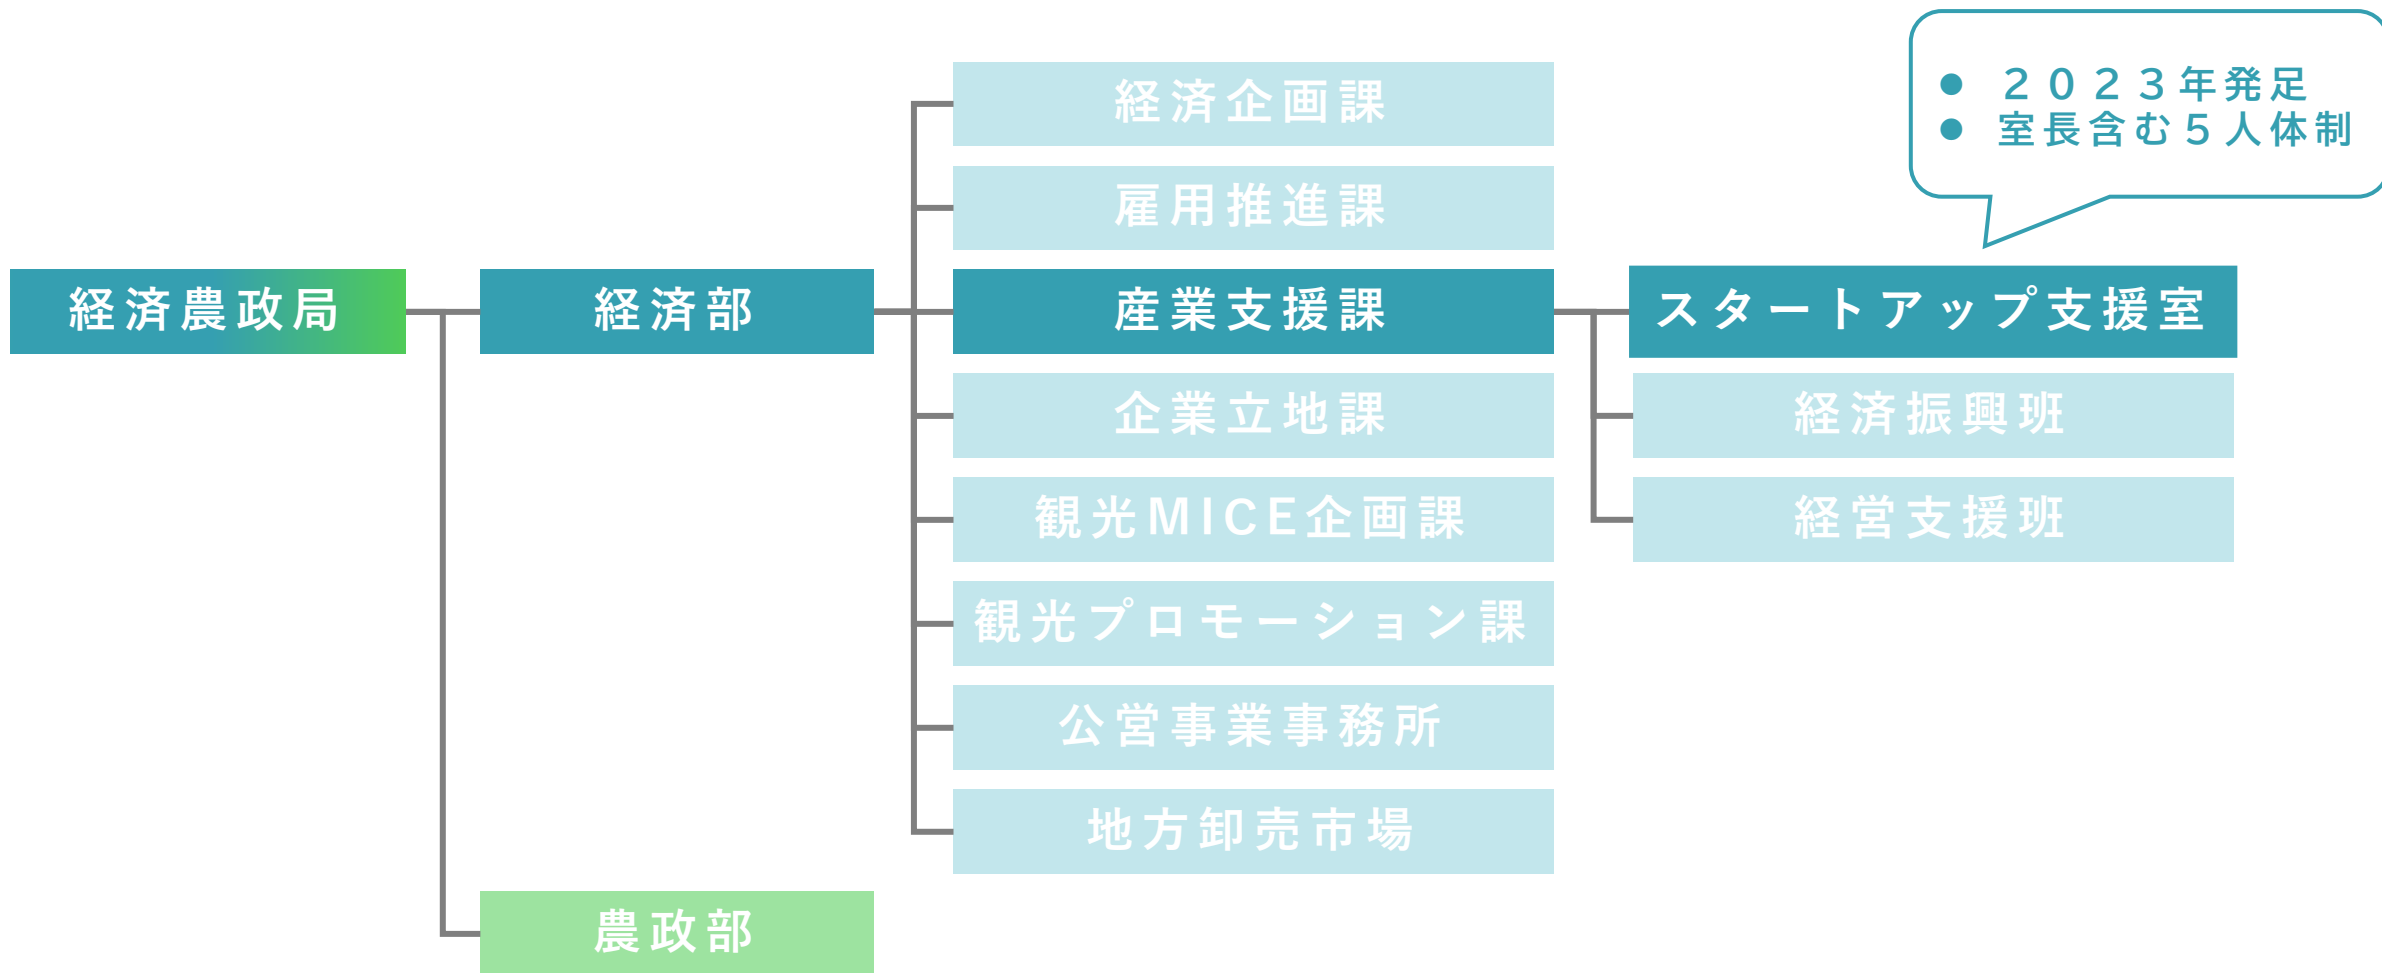 ● ２０２３年発足
● 室長含む５人体制
経済農政局
経済部
農政部
経済企画課
雇用推進課
産業支援課
企業立地課
観光MICE企画課
観光プロモーション課
公営事業事務所
地方卸売市場
スタートアップ支援室
経済振興班
経営支援班